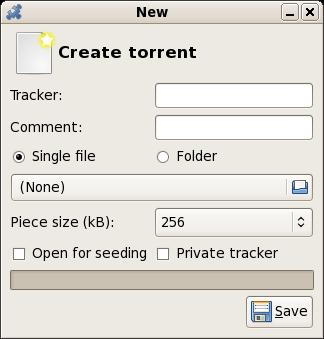 New
Create torrent
Tracker:
Comment:
Single file Folder
(None)
Piece size (kB): 256
Open for seeding Private tracker
Save